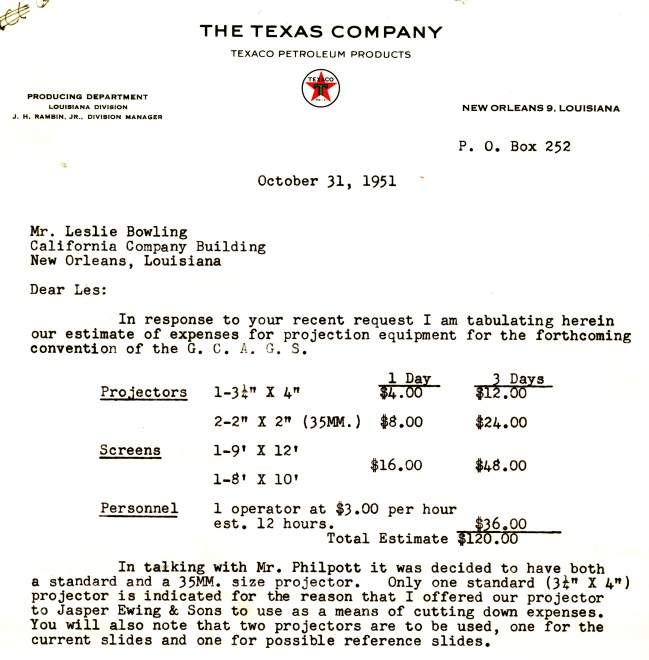 THE TEXAS COMPANY
TEXACO PETROLEUM PRODUCTS
TEXACO
T
PRODUCING DEPARTMENT
LOUISIANA DIVISION
J. H. RAMBIN, JR., DIVISION MANAGER
NEW ORLEANS 9, LOUISIANA
P. O. Box 252
October 31, 1951
Mr. Leslie Bowling
California Company Building
New Orleans, Louisiana
Dear Les:
In response to your recent request I am tabulating herein
our estimate of expenses for projection equipment for the forthcoming
convention of the G. C. A. G. S.
1 Day 3 Days
Projectors 1-3¼" X 4" $4.00 $12.00
2-2" X 2" (35MM.) $8.00 $24.00
Screens 1-9' X 12'
$16.00 $48.00
1-8' X 10'
Personnel 1 operator at $3.00 per hour
est. 12 hours. $36.00
Total Estimate $120.00
In talking with Mr. Philpott it was decided to have both
a standard and a 35MM. size projector. Only one standard (3¼" X 4")
projector is indicated for the reason that I offered our projector
to Jasper Ewing & Sons to use as a means of cutting down expenses.
You will also note that two projectors are to be used, one for the
current slides and one for possible reference slides.